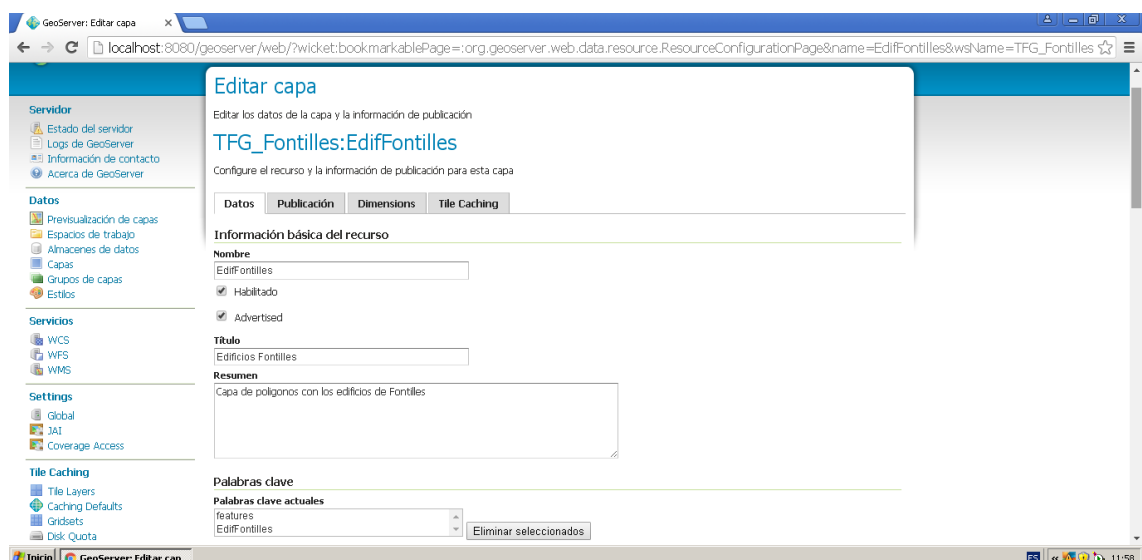 GeoServer: Editar capa
localhost:8080/geoserver/web/?wicket:bookmarkablePage=:org.geoserver.web.data.resource.ResourceConfigurationPage&name=EdifFontilles&wsName=TFG_Fontilles
Servidor
Estado del servidor
Logs de GeoServer
Información de contacto
Acerca de GeoServer
Datos
Previsualización de capas
Espacios de trabajo
Almacenes de datos
Capas
Grupos de capas
Estilos
Servicios
WCS
WFS
WMS
Settings
Global
JAI
Coverage Access
Tile Caching
Tile Layers
Caching Defaults
Gridsets
Disk Quota
Editar capa
Editar los datos de la capa y la información de publicación
TFG_Fontilles:EdifFontilles
Configure el recurso y la información de publicación para esta capa
Datos Publicación Dimensions Tile Caching
Información básica del recurso
Nombre
EdifFontilles
Habilitado
Advertised
Título
Edificios Fontilles
Resumen
Capa de poligonos con los edificios de Fontilles
Palabras clave
Palabras clave actuales
features
EdifFontilles
Eliminar seleccionados
Inicio GeoServer: Editar cap... ES « 11:58